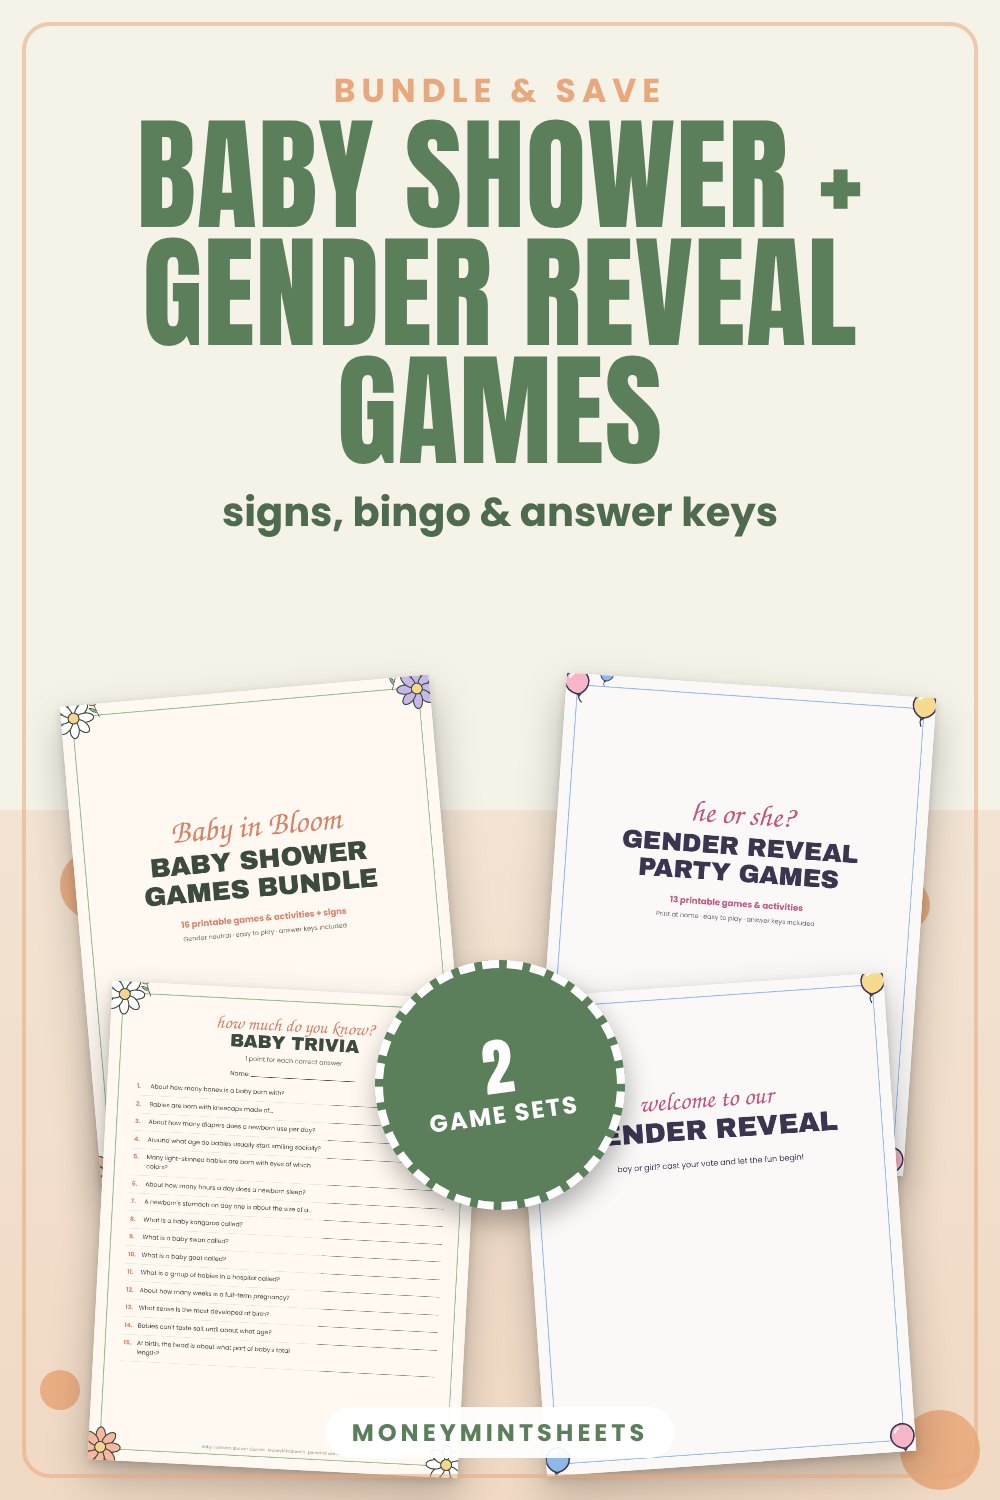 BUNDLE & SAVE
BABY SHOWER +
GENDER REVEAL
GAMES
signs, bingo & answer keys
Baby in Bloom
BABY SHOWER
GAMES BUNDLE
16 printable games & activities + signs
Gender neutral · easy to play · answer keys included
he or she?
GENDER REVEAL
PARTY GAMES
13 printable games & activities
Print at home · easy to play · answer keys included
how much do you know?
BABY TRIVIA
1 point for each correct answer
Name:
1. About how many bones is a baby born with?
2. Babies are born with kneecaps made of...
3. About how many diapers does a newborn use per day?
4. Around what age do babies usually start smiling socially?
5. Many light-skinned babies are born with eyes of which
colors?
6. About how many hours a day does a newborn sleep?
7. A newborn's stomach on day one is about the size of a...
8. What is a baby kangaroo called?
9. What is a baby swan called?
10. What is a baby goat called?
11. What is a group of babies in a hospital called?
12. About how many weeks is a full-term pregnancy?
13. What sense is the most developed at birth?
14. Babies can't taste salt until about what age?
15. At birth, the head is about what part of baby's total
length?
2
GAME SETS
welcome to our
ENDER REVEAL
boy or girl? cast your vote and let the fun begin!
MONEYMINTSHEETS